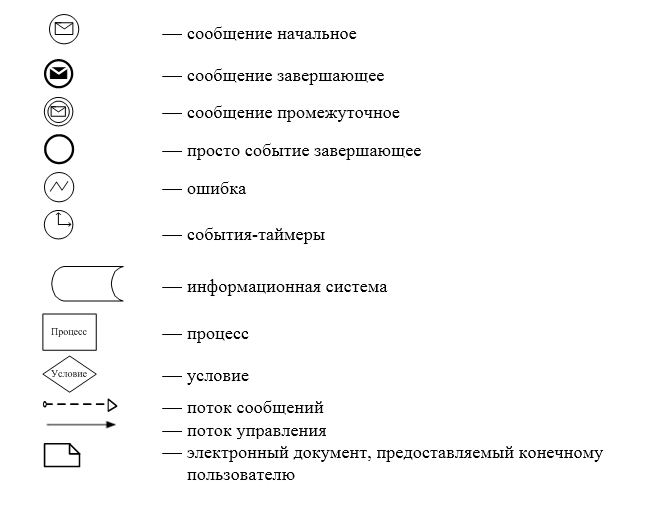 — сообщение начальное
— сообщение завершающее
— сообщение промежуточное
— просто событие завершающее
— ошибка
— события-таймеры
— информационная система
Процесс — процесс
Условие — условие
— поток сообщений
— поток управления
— электронный документ, предоставляемый конечному
пользователю